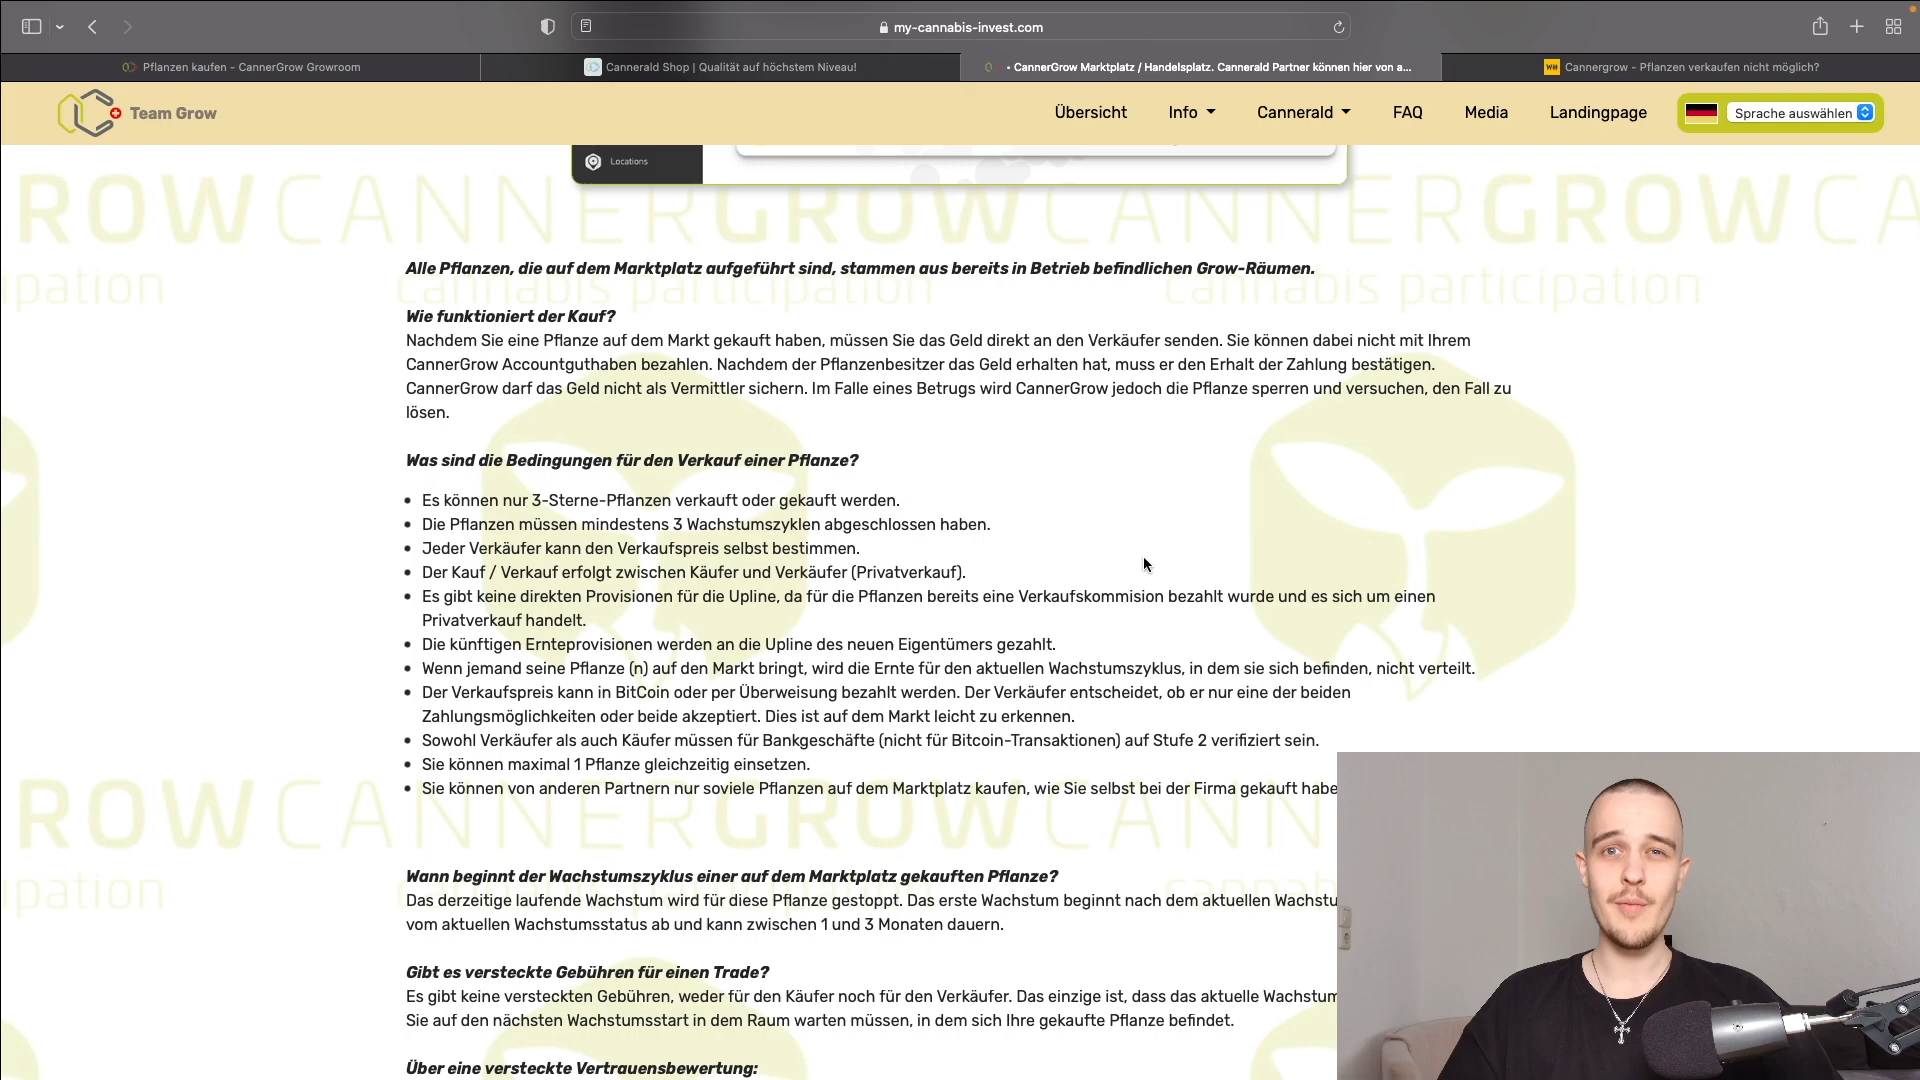 my-cannabis-invest.com
Pflanzen kaufen - CannerGrow Growroom
Cannerald Shop | Qualität auf höchstem Niveau!
• CannerGrow Marktplatz / Handelsplatz. Cannerald Partner können hier von a...
Cannergrow - Pflanzen verkaufen nicht möglich?
Team Grow
Übersicht
Info
Cannerald
FAQ
Media
Landingpage
Sprache auswählen
Locations
ROWCANNERGROWCANNERGROWCA
ipation cannabis participation cannabis participation
Alle Pflanzen, die auf dem Marktplatz aufgeführt sind, stammen aus bereits in Betrieb befindlichen Grow-Räumen.
Wie funktioniert der Kauf?
Nachdem Sie eine Pflanze auf dem Markt gekauft haben, müssen Sie das Geld direkt an den Verkäufer senden. Sie können dabei nicht mit Ihrem
CannerGrow Accountguthaben bezahlen. Nachdem der Pflanzenbesitzer das Geld erhalten hat, muss er den Erhalt der Zahlung bestätigen.
CannerGrow darf das Geld nicht als Vermittler sichern. Im Falle eines Betrugs wird CannerGrow jedoch die Pflanze sperren und versuchen, den Fall zu
lösen.
Was sind die Bedingungen für den Verkauf einer Pflanze?
• Es können nur 3-Sterne-Pflanzen verkauft oder gekauft werden.
• Die Pflanzen müssen mindestens 3 Wachstumszyklen abgeschlossen haben.
• Jeder Verkäufer kann den Verkaufspreis selbst bestimmen.
• Der Kauf / Verkauf erfolgt zwischen Käufer und Verkäufer (Privatverkauf).
• Es gibt keine direkten Provisionen für die Upline, da für die Pflanzen bereits eine Verkaufskommision bezahlt wurde und es sich um einen
Privatverkauf handelt.
• Die künftigen Ernteprovisionen werden an die Upline des neuen Eigentümers gezahlt.
• Wenn jemand seine Pflanze (n) auf den Markt bringt, wird die Ernte für den aktuellen Wachstumszyklus, in dem sie sich befinden, nicht verteilt.
• Der Verkaufspreis kann in BitCoin oder per Überweisung bezahlt werden. Der Verkäufer entscheidet, ob er nur eine der beiden
Zahlungsmöglichkeiten oder beide akzeptiert. Dies ist auf dem Markt leicht zu erkennen.
• Sowohl Verkäufer als auch Käufer müssen für Bankgeschäfte (nicht für Bitcoin-Transaktionen) auf Stufe 2 verifiziert sein.
• Sie können maximal 1 Pflanze gleichzeitig einsetzen.
• Sie können von anderen Partnern nur soviele Pflanzen auf dem Marktplatz kaufen, wie Sie selbst bei der Firma gekauft habe
ROWCANNERGROWCANN
ipation cannabis participation ca
Wann beginnt der Wachstumszyklus einer auf dem Marktplatz gekauften Pflanze?
Das derzeitige laufende Wachstum wird für diese Pflanze gestoppt. Das erste Wachstum beginnt nach dem aktuellen Wachstu
vom aktuellen Wachstumsstatus ab und kann zwischen 1 und 3 Monaten dauern.
Gibt es versteckte Gebühren für einen Trade?
Es gibt keine versteckten Gebühren, weder für den Käufer noch für den Verkäufer. Das einzige ist, dass das aktuelle Wachstum
Sie auf den nächsten Wachstumsstart in dem Raum warten müssen, in dem sich Ihre gekaufte Pflanze befindet.
Über eine versteckte Vertrauensbewertung: